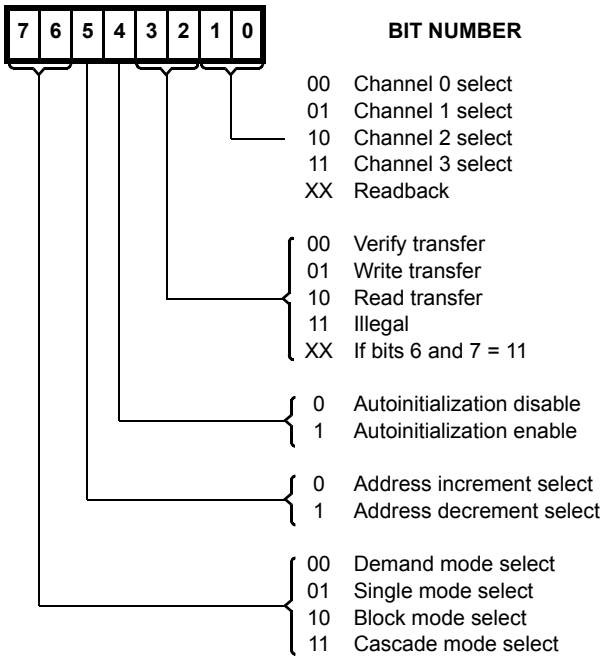 7 6 5 4 3 2 1 0 BIT NUMBER
00 Channel 0 select
01 Channel 1 select
10 Channel 2 select
11 Channel 3 select
XX Readback
00 Verify transfer
01 Write transfer
10 Read transfer
11 Illegal
XX If bits 6 and 7 = 11
0 Autoinitialization disable
1 Autoinitialization enable
0 Address increment select
1 Address decrement select
00 Demand mode select
01 Single mode select
10 Block mode select
11 Cascade mode select